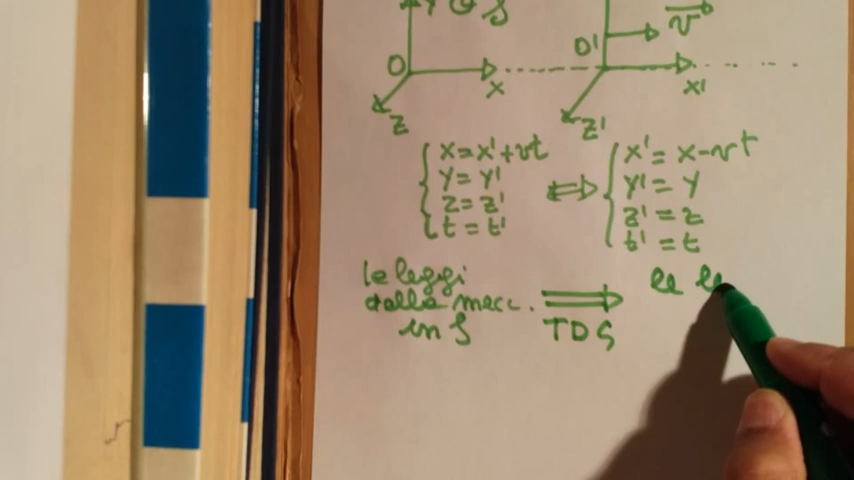 Y S
O X Z
O' v X' Z'
x = x' + vt
y = y'
z = z'
t = t'
⇔
x' = x - vt
y' = y
z' = z
t' = t
le leggi
della mecc.
in S
⇒
TDG
le le